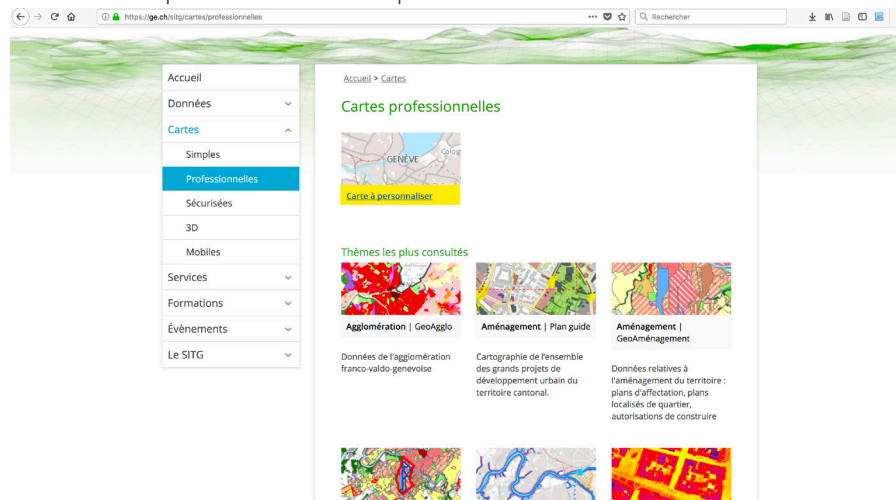 https://ge.ch/sitg/cartes/professionnelles
Rechercher
Accueil
Données
Cartes
Simples
Professionnelles
Sécurisées
3D
Mobiles
Services
Formations
Évènements
Le SITG
Accueil > Cartes
Cartes professionnelles
GENÈVE
Colog
Carte à personnaliser
Thèmes les plus consultés
Agglomération | GeoAgglo
Données de l'agglomération
franco-valdo-genevoise
Aménagement | Plan guide
Cartographie de l'ensemble
des grands projets de
développement urbain du
territoire cantonal.
Aménagement |
GeoAménagement
Données relatives à
l'aménagement du territoire :
plans d'affectation, plans
localisés de quartier,
autorisations de construire